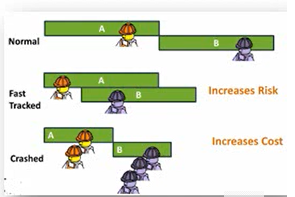 A
Normal
B
A
Fast
Tracked
B
Increases Risk
A
B
Crashed
Increases Cost